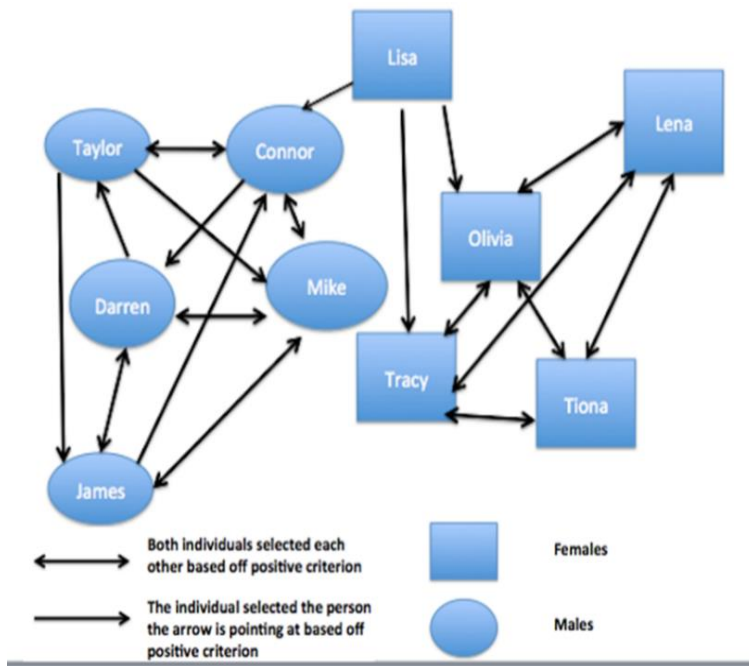 Lisa
Lena
Taylor
Connor
Olivia
Mike
Darren
Tracy
Tiona
James
Both individuals selected each
other based off positive criterion
Females
The individual selected the person
the arrow is pointing at based off
positive criterion
Males